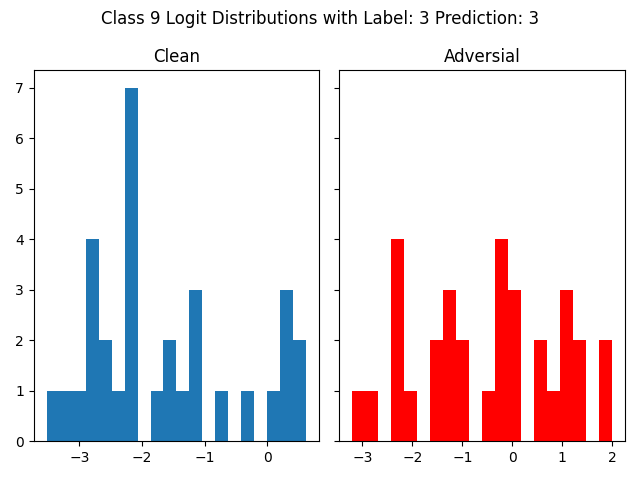 Class 9 Logit Distributions with Label: 3 Prediction: 3
Clean
Adversial
7
6
5
4
3
2
1
0
−3 −2 −1 0
−3 −2 −1 0 1 2